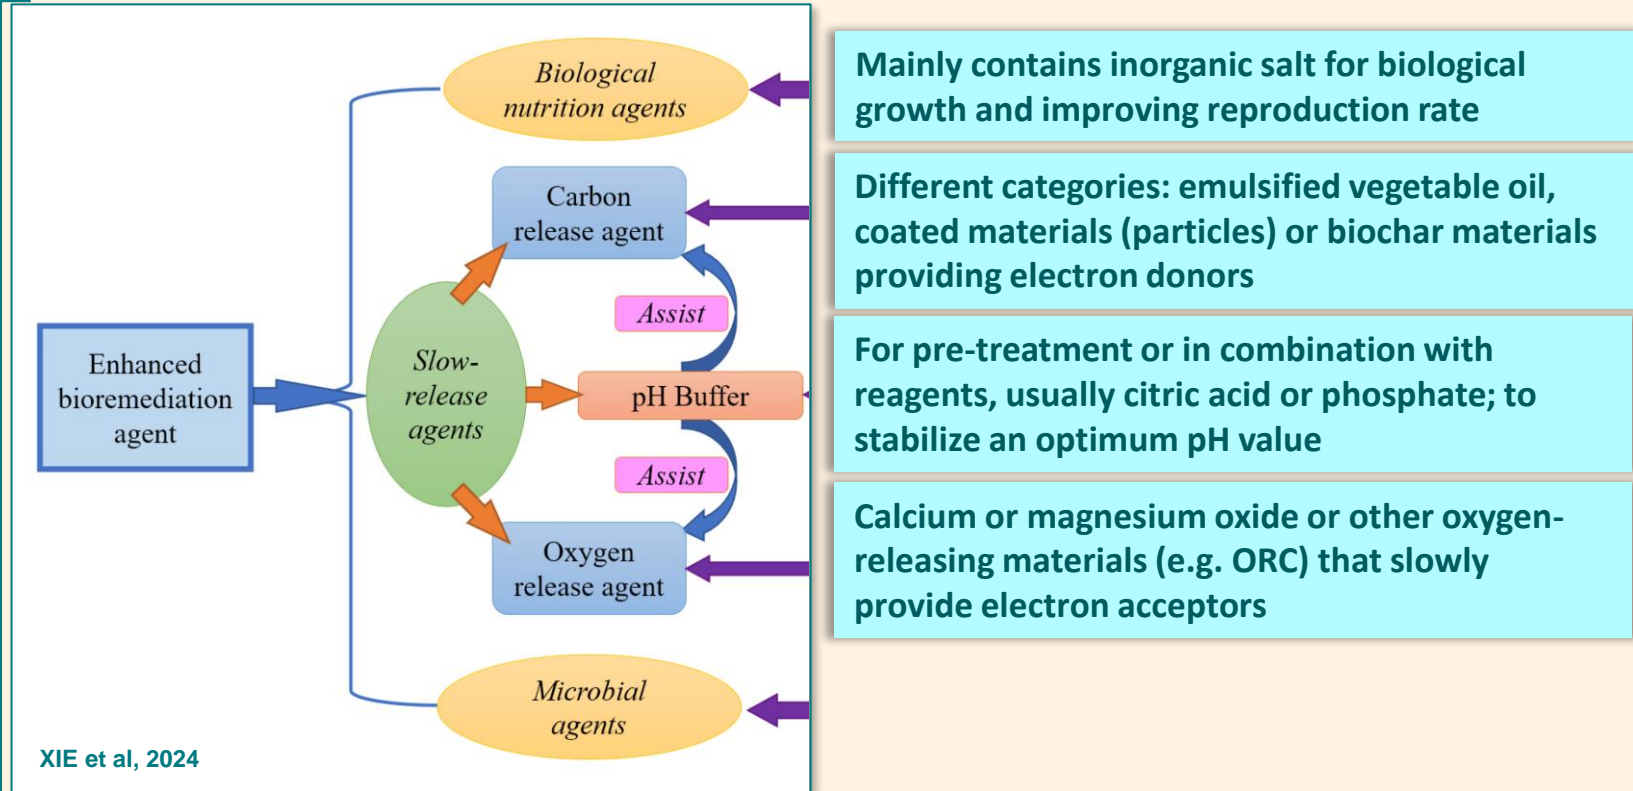 Biological
nutrition agents
Mainly contains inorganic salt for biological
growth and improving reproduction rate
Carbon
release agent
Different categories: emulsified vegetable oil,
coated materials (particles) or biochar materials
providing electron donors
Assist
Enhanced
bioremediation
agent
Slow-
release
agents
pH Buffer
For pre-treatment or in combination with
reagents, usually citric acid or phosphate; to
stabilize an optimum pH value
Assist
Oxygen
release agent
Calcium or magnesium oxide or other oxygen-
releasing materials (e.g. ORC) that slowly
provide electron acceptors
Microbial
agents
XIE et al, 2024